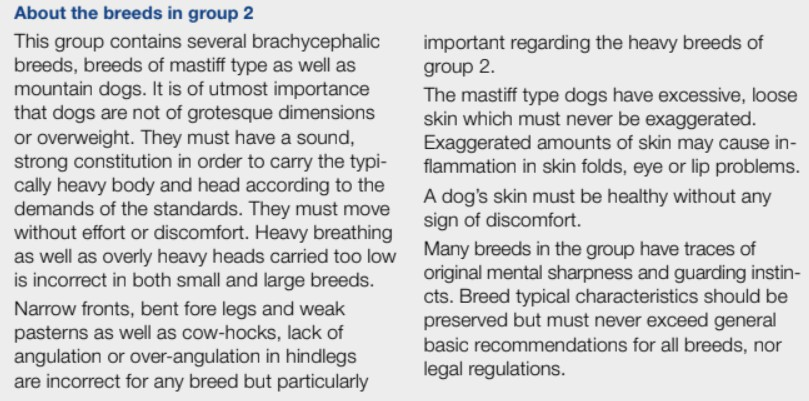 About the breeds in group 2
This group contains several brachycephalic
breeds, breeds of mastiff type as well as
mountain dogs. It is of utmost importance
that dogs are not of grotesque dimensions
or overweight. They must have a sound,
strong constitution in order to carry the typi-
cally heavy body and head according to the
demands of the standards. They must move
without effort or discomfort. Heavy breathing
as well as overly heavy heads carried too low
is incorrect in both small and large breeds.
Narrow fronts, bent fore legs and weak
pasterns as well as cow-hocks, lack of
angulation or over-angulation in hindlegs
are incorrect for any breed but particularly
important regarding the heavy breeds of
group 2.
The mastiff type dogs have excessive, loose
skin which must never be exaggerated.
Exaggerated amounts of skin may cause in-
flammation in skin folds, eye or lip problems.
A dog's skin must be healthy without any
sign of discomfort.
Many breeds in the group have traces of
original mental sharpness and guarding instin-
cts. Breed typical characteristics should be
preserved but must never exceed general
basic recommendations for all breeds, nor
legal regulations.